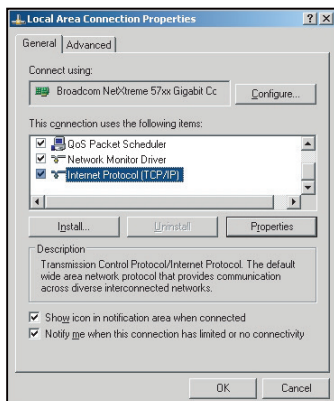 Local Area Connection Properties
General
Advanced
Connect using:
Broadcom NetXtreme 57xx Gigabit Cc
Configure...
This connection uses the following items:
QoS Packet Scheduler
Network Monitor Driver
Internet Protocol (TCP/IP)
Install...
Uninstall
Properties
Description
Transmission Control Protocol/Internet Protocol. The default
wide area network protocol that provides communication
across diverse interconnected networks.
Show icon in notification area when connected
Notify me when this connection has limited or no connectivity
OK
Cancel